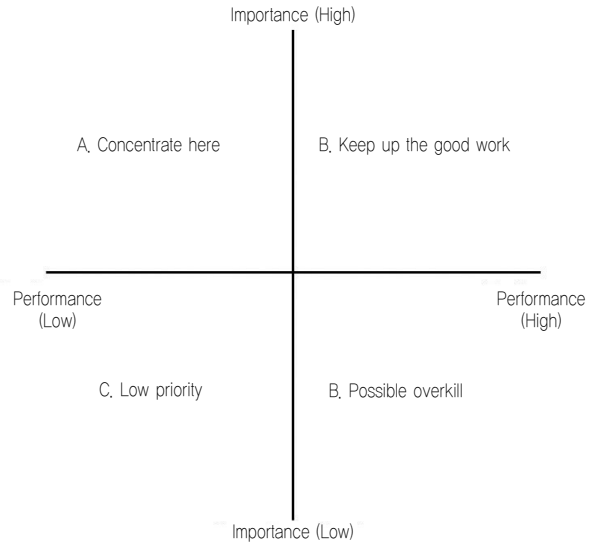 Importance (High)
A. Concentrate here
B. Keep up the good work
Performance
(Low)
Performance
(High)
C. Low priority
B. Possible overkill
Importance (Low)